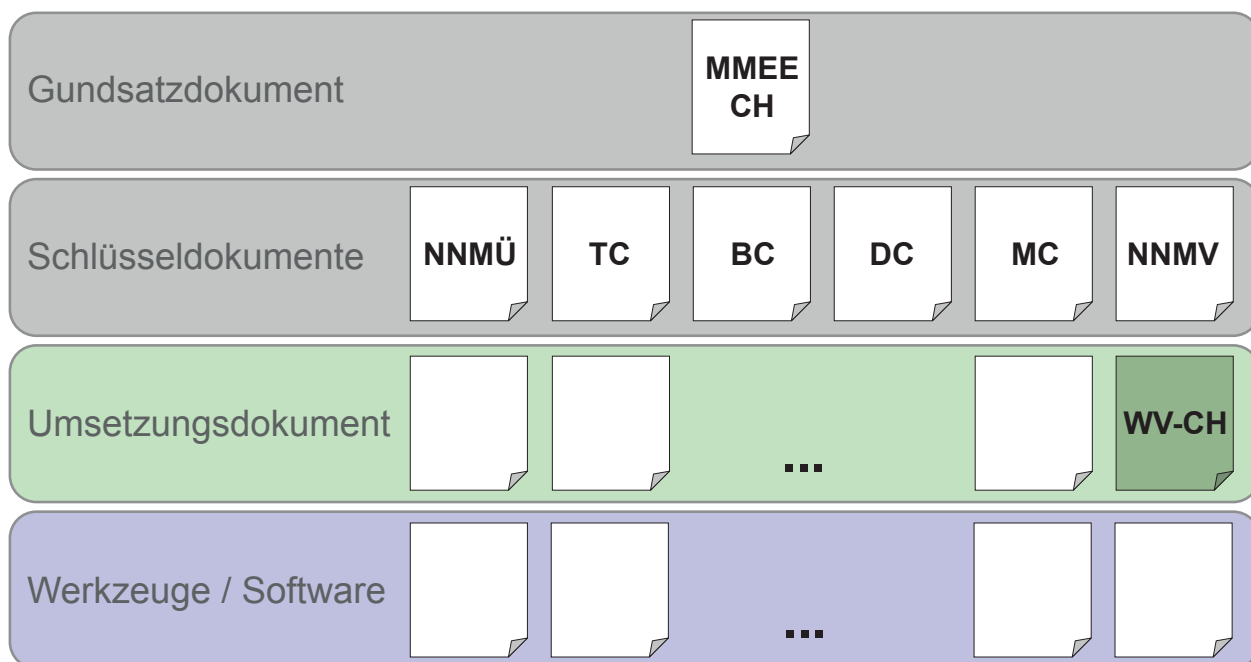 Gundsatzdokument
MMEE
CH
Schlüsseldokumente
NNMÜ
TC
BC
DC
MC
NNMV
Umsetzungsdokument
...
WV-CH
Werkzeuge / Software
...